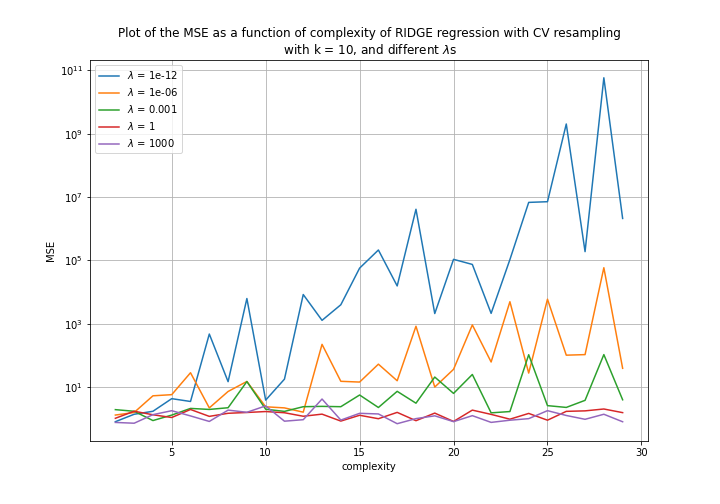 Plot of the MSE as a function of complexity of RIDGE regression with CV resampling
with k = 10, and different λs
λ = 1e-12
λ = 1e-06
λ = 0.001
λ = 1
λ = 1000
10¹¹
10⁹
10⁷
10⁵
10³
10¹
MSE
5 10 15 20 25 30
complexity